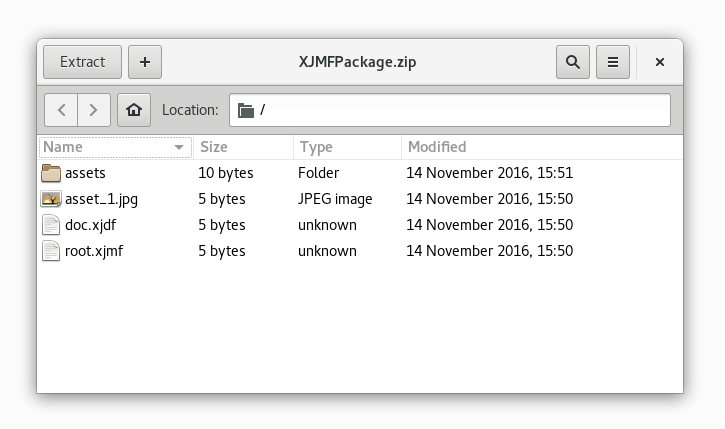 Extract + XJMFPackage.zip
Location: /
Name Size Type Modified
assets 10 bytes Folder 14 November 2016, 15:51
asset_1.jpg 5 bytes JPEG image 14 November 2016, 15:50
doc.xjdf 5 bytes unknown 14 November 2016, 15:50
root.xjmf 5 bytes unknown 14 November 2016, 15:50